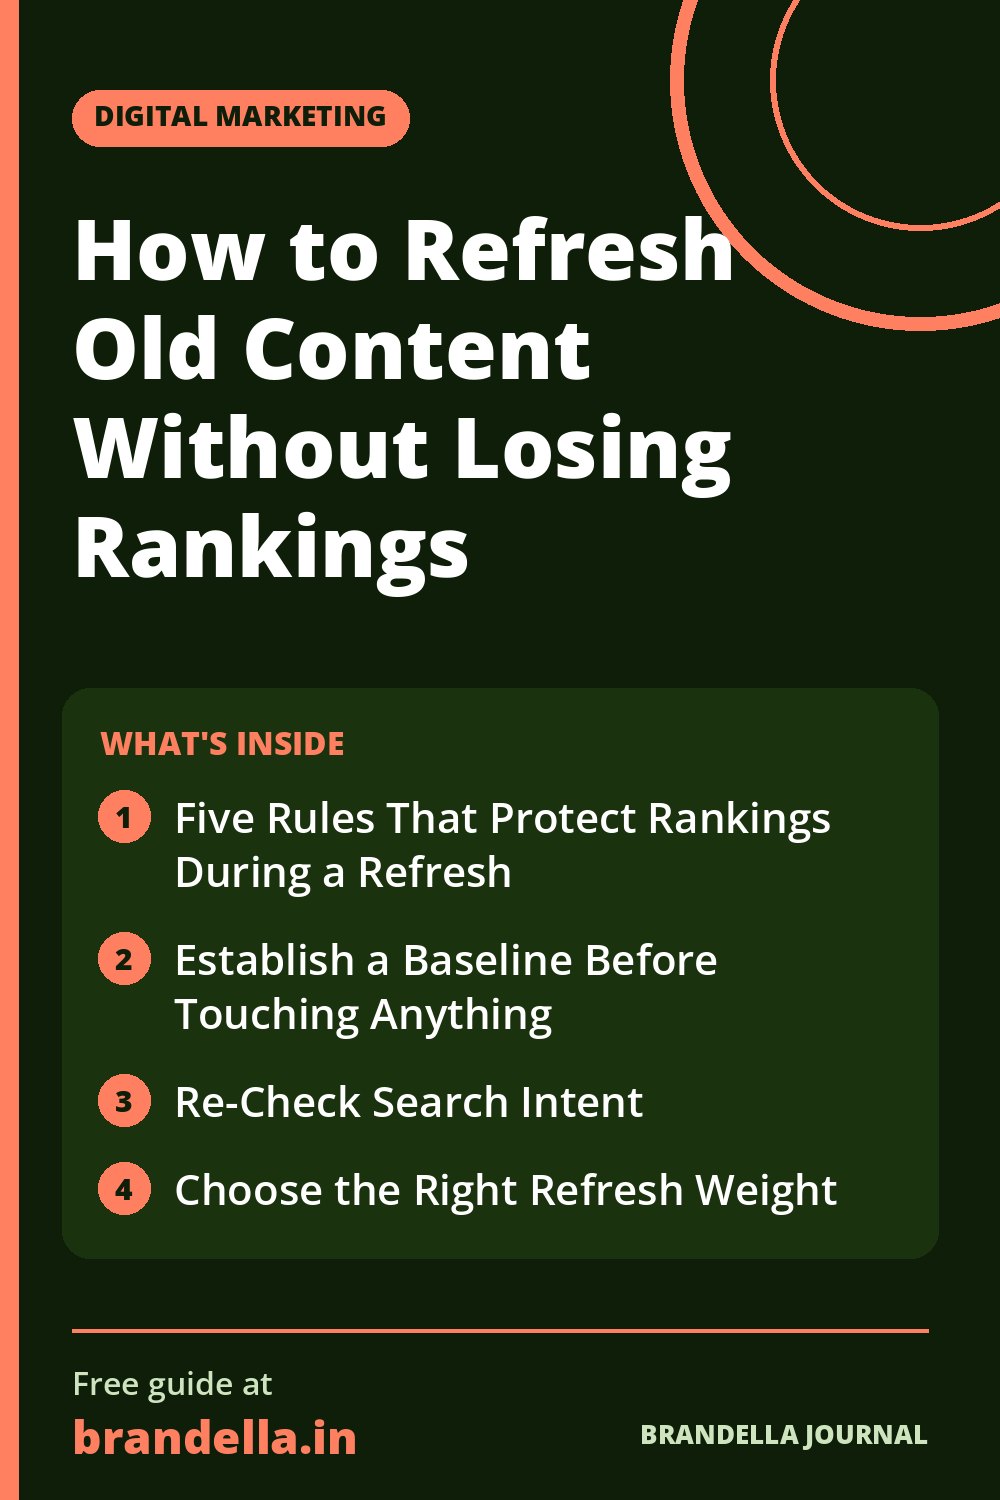 DIGITAL MARKETING
How to Refresh
Old Content
Without Losing
Rankings
WHAT'S INSIDE
1 Five Rules That Protect Rankings
During a Refresh
2 Establish a Baseline Before
Touching Anything
3 Re-Check Search Intent
4 Choose the Right Refresh Weight
Free guide at
brandella.in
BRANDELLA JOURNAL